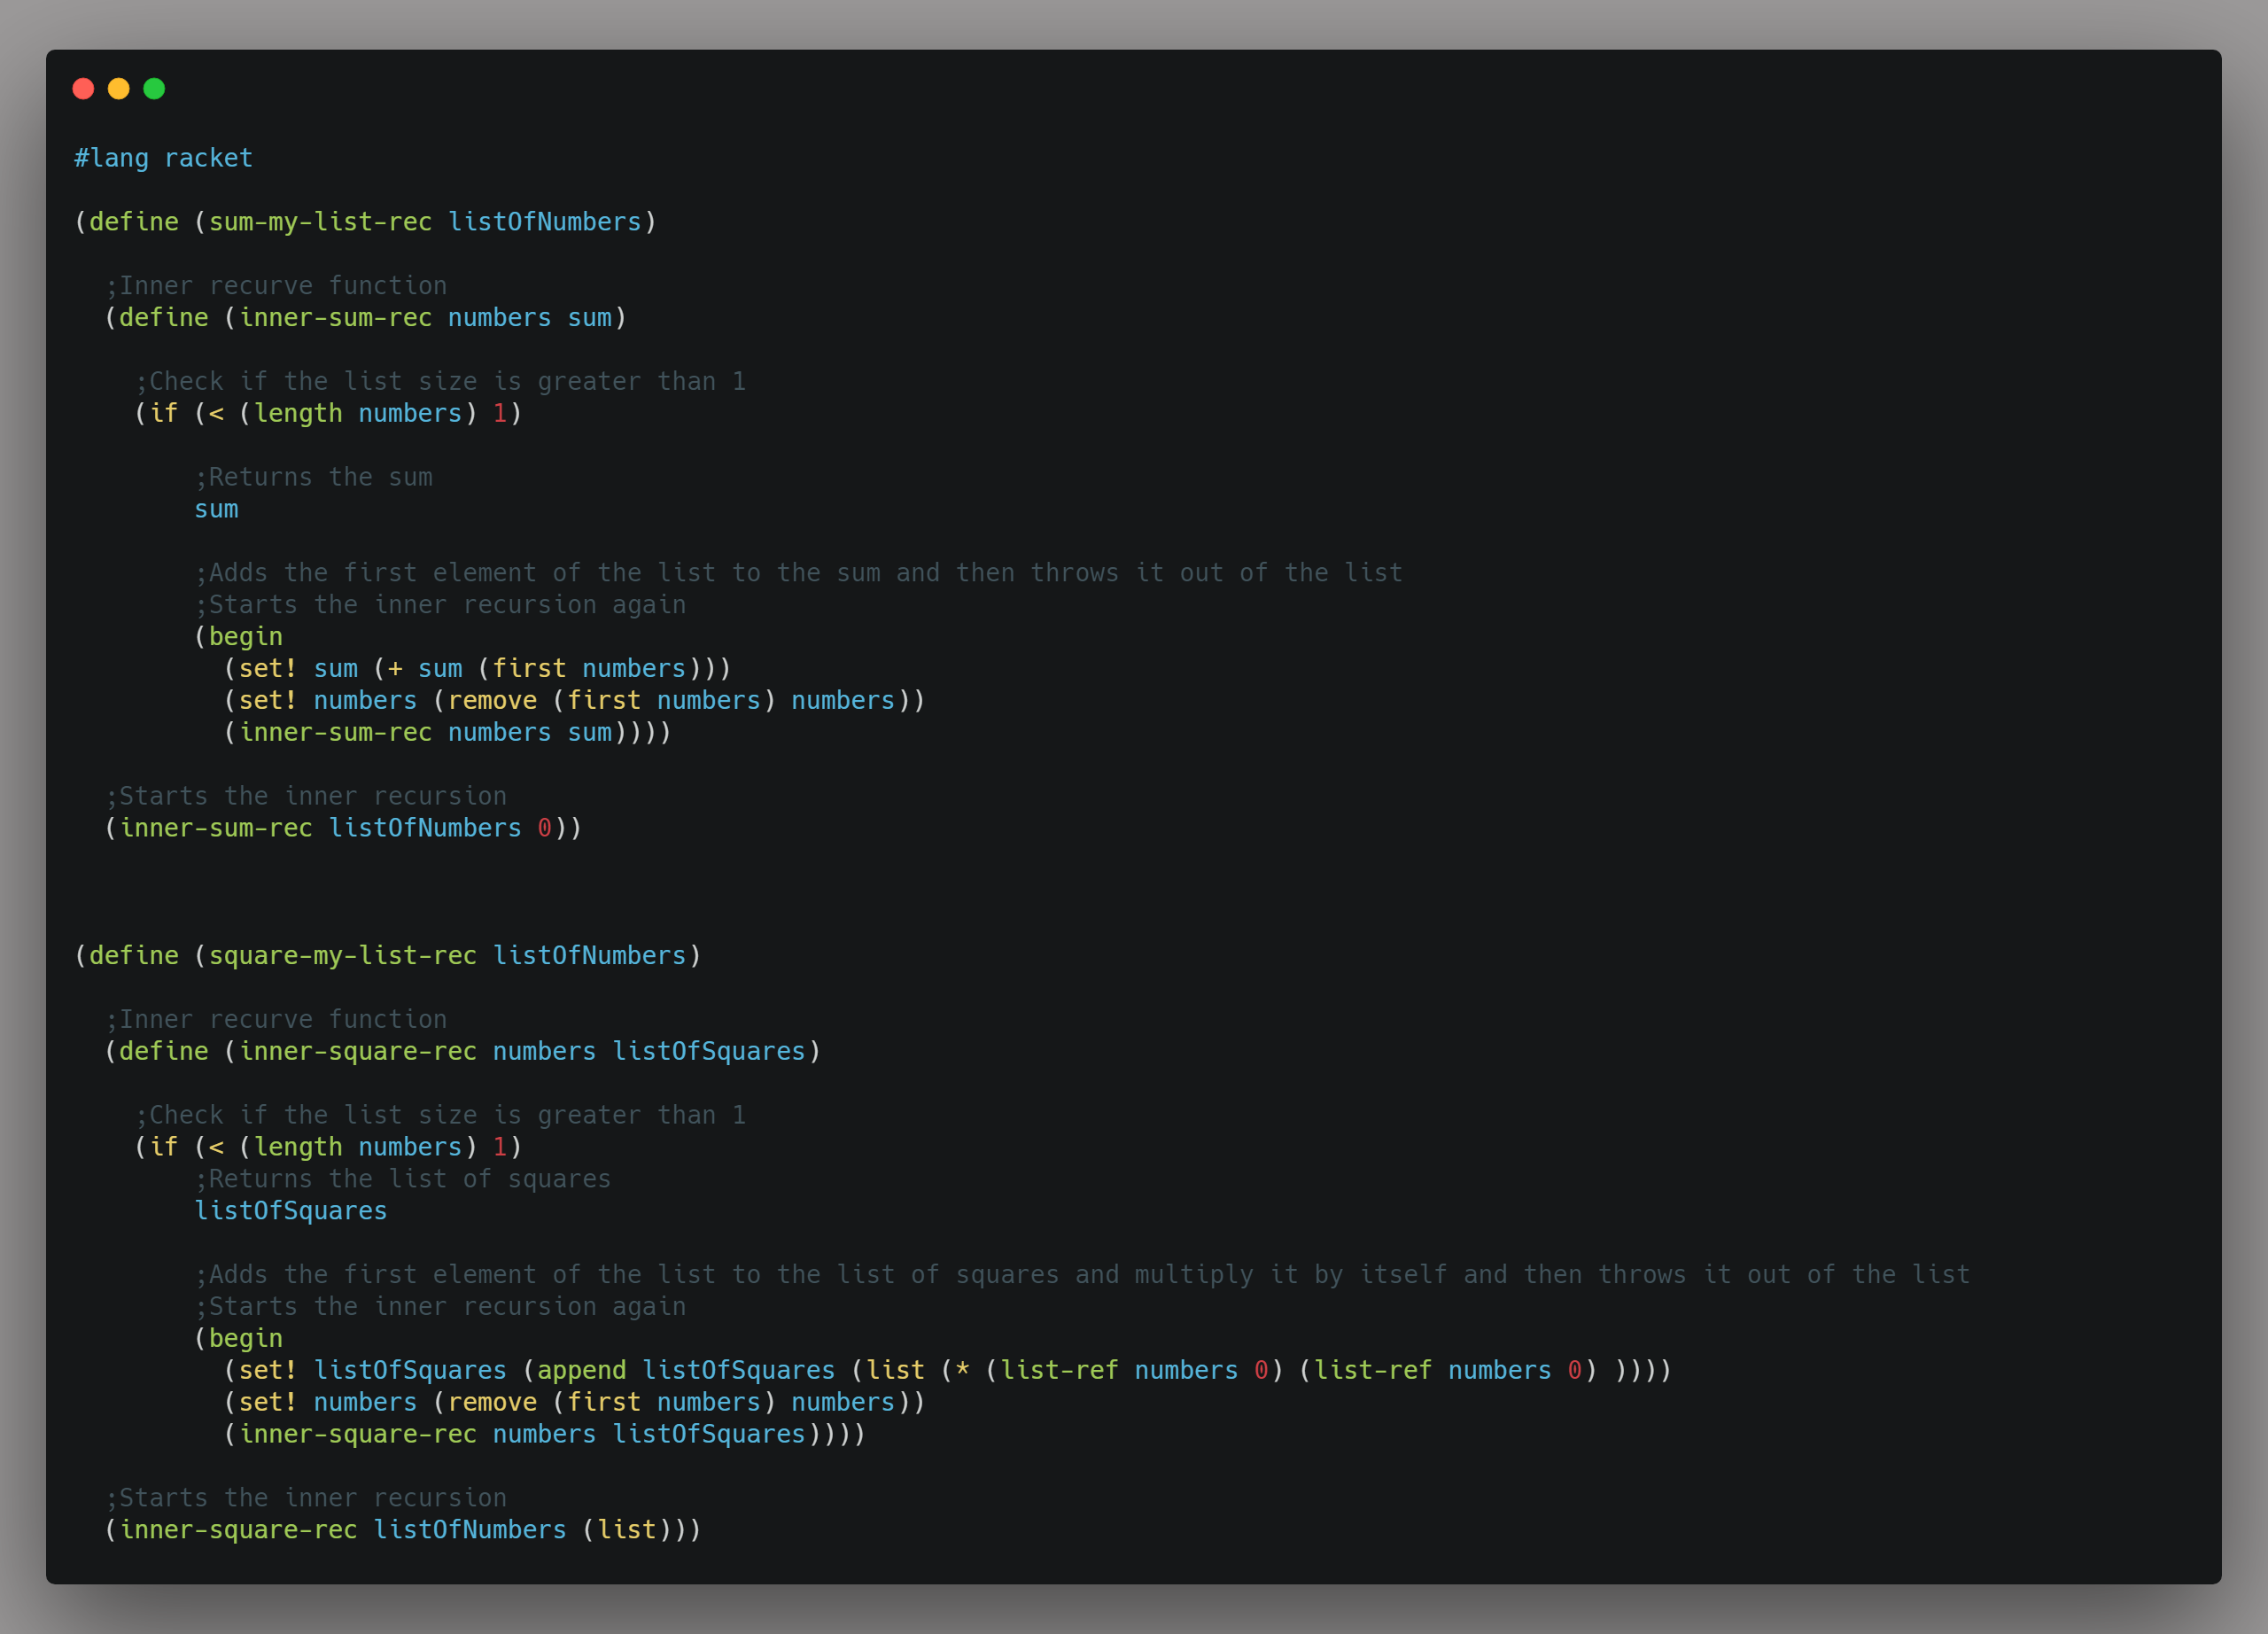 #lang racket
(define (sum-my-list-rec listOfNumbers)
;Inner recurve function
(define (inner-sum-rec numbers sum)
;Check if the list size is greater than 1
(if (< (length numbers) 1)
;Returns the sum
sum
;Adds the first element of the list to the sum and then throws it out of the list
;Starts the inner recursion again
(begin
(set! sum (+ sum (first numbers)))
(set! numbers (remove (first numbers) numbers))
(inner-sum-rec numbers sum))))
;Starts the inner recursion
(inner-sum-rec listOfNumbers 0))
(define (square-my-list-rec listOfNumbers)
;Inner recurve function
(define (inner-square-rec numbers listOfSquares)
;Check if the list size is greater than 1
(if (< (length numbers) 1)
;Returns the list of squares
listOfSquares
;Adds the first element of the list to the list of squares and multiply it by itself and then throws it out of the list
;Starts the inner recursion again
(begin
(set! listOfSquares (append listOfSquares (list (* (list-ref numbers 0) (list-ref numbers 0) ))))
(set! numbers (remove (first numbers) numbers))
(inner-square-rec numbers listOfSquares))))
;Starts the inner recursion
(inner-square-rec listOfNumbers (list)))